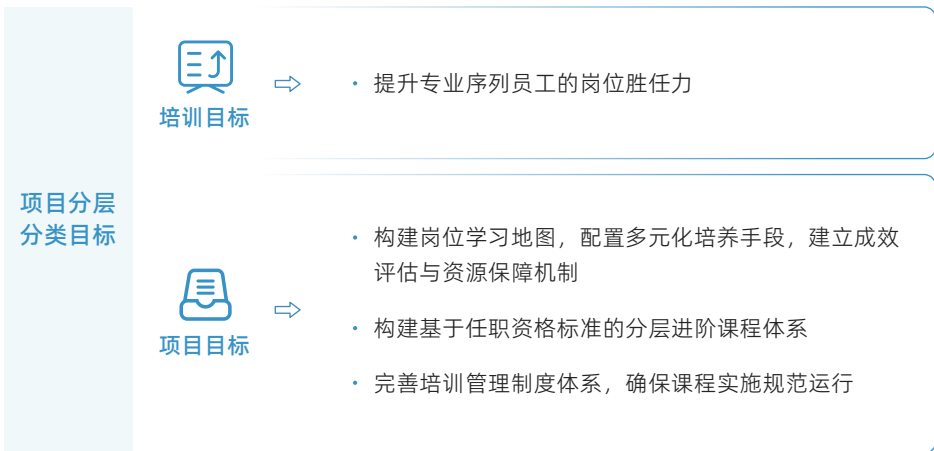 项目分层
分类目标
培训目标
• 提升专业序列员工的岗位胜任力
项目目标
• 构建岗位学习地图，配置多元化培养手段，建立成效
评估与资源保障机制
• 构建基于任职资格标准的分层进阶课程体系
• 完善培训管理制度体系，确保课程实施规范运行